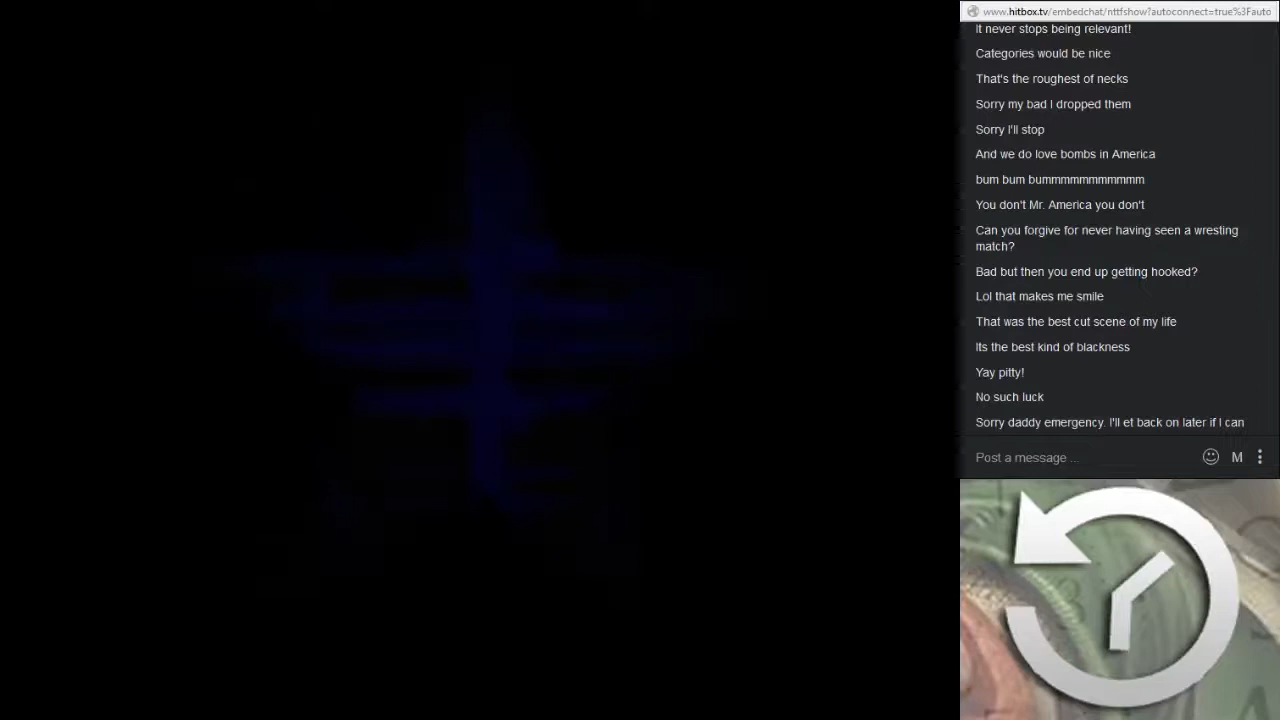 www.hitbox.tv/embedchat/nttfshow?autoconnect=true%3Fauto
It never stops being relevant!
Categories would be nice
That's the roughest of necks
Sorry my bad I dropped them
Sorry I'll stop
And we do love bombs in America
bum bum bummmmmmmmmmm
You don't Mr. America you don't
Can you forgive for never having seen a wresting
match?
Bad but then you end up getting hooked?
Lol that makes me smile
That was the best cut scene of my life
Its the best kind of blackness
Yay pitty!
No such luck
Sorry daddy emergency. I'll et back on later if I can
Post a message ...
M